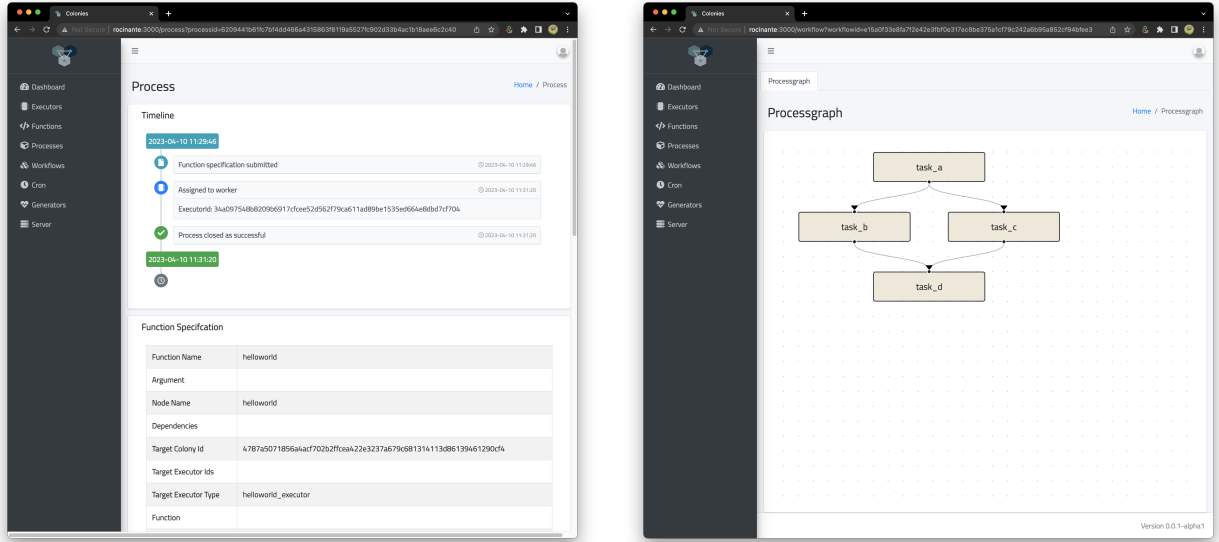 Colonies
Not Secure | rocinante:3000/process?processid=6209441b61fc7bf4dd466a4315863f6119a5527fc902d33b4ac1b18aee6c2c40
Dashboard
Executors
Functions
Processes
Workflows
Cron
Generators
Server
Process
Home / Process
Timeline
2023-04-10 11:29:46
Function specification submitted
2023-04-10 11:29:46
Assigned to worker
2023-04-10 11:31:20
ExecutorId: 34a097548b8209b6917cfcee52d562f79ca611ad89be1535ed664e8dbd7cf704
Process closed as successful
2023-04-10 11:31:20
2023-04-10 11:31:20
Function Specifcation
Function Name helloworld
Argument
Node Name helloworld
Dependencies
Target Colony Id 4787a5071856a4acf702b2ffcea422e3237a679c681314113d86139461290cf4
Target Executor Ids
Target Executor Type helloworld_executor
Function
Colonies
Not Secure | rocinante:3000/workflow?workflowid=e15a0f33e8fa7f2e42e3fbf0e317ec8be375a1cf79c242a6b95a852cf94bfee3
Dashboard
Executors
Functions
Processes
Workflows
Cron
Generators
Server
Processgraph
Processgraph
Home / Processgraph
task_a
task_b
task_c
task_d
Version 0.0.1-alpha1